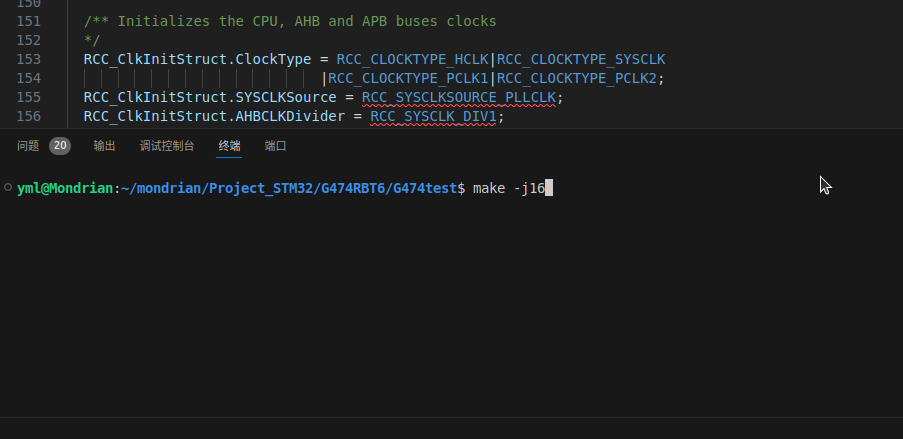 150
151 /** Initializes the CPU, AHB and APB buses clocks
152 */
153 RCC_ClkInitStruct.ClockType = RCC_CLOCKTYPE_HCLK|RCC_CLOCKTYPE_SYSCLK
154 |RCC_CLOCKTYPE_PCLK1|RCC_CLOCKTYPE_PCLK2;
155 RCC_ClkInitStruct.SYSCLKSource = RCC_SYSCLKSOURCE_PLLCLK;
156 RCC_ClkInitStruct.AHBCLKDivider = RCC_SYSCLK_DIV1;
问题 20 输出 调试控制台 终端 端口
yml@Mondrian:~/mondrian/Project_STM32/G474RBT6/G474test$ make -j16